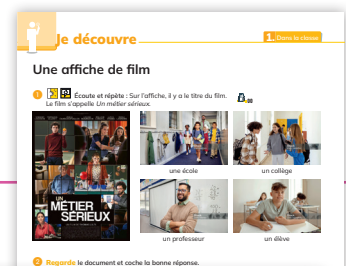 Je découvre
1. Dans la classe
Une affiche de film
1 Écoute et répète : Sur l'affiche, il y a le titre du film.
Le film s'appelle Un métier sérieux.
UN
MÉTIER
SÉRIEUX
une école
un collège
un professeur
un élève
2 Regarde le document et coche la bonne réponse.